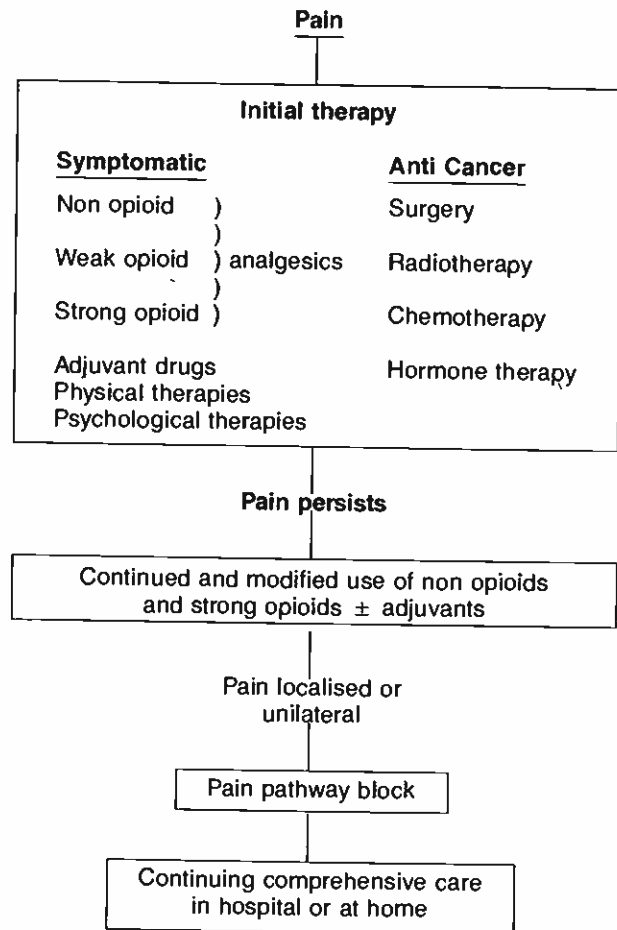 Pain
Initial therapy
Symptomatic
Non opioid )
)
Weak opioid ) analgesics
)
Strong opioid )
Adjuvant drugs
Physical therapies
Psychological therapies
Anti Cancer
Surgery
Radiotherapy
Chemotherapy
Hormone therapy
Pain persists
Continued and modified use of non opioids
and strong opioids ± adjuvants
Pain localised or
unilateral
Pain pathway block
Continuing comprehensive care
in hospital or at home